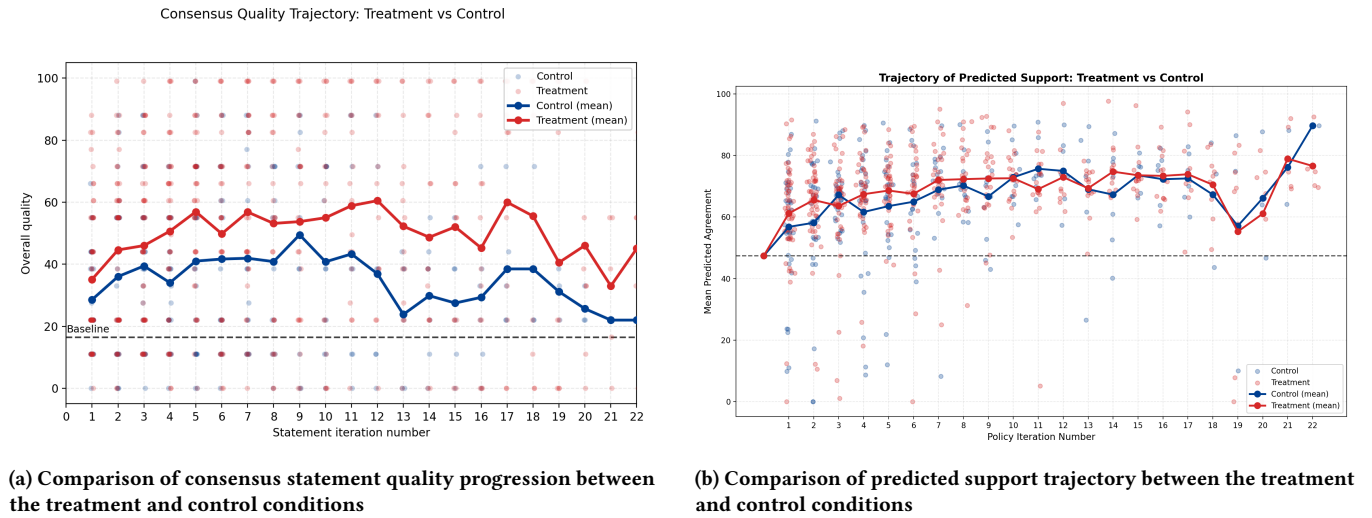 Consensus Quality Trajectory: Treatment vs Control
100
80
60
40
20
0
Overall quality
Baseline
Control
Treatment
Control (mean)
Treatment (mean)
0 1 2 3 4 5 6 7 8 9 10 11 12 13 14 15 16 17 18 19 20 21 22
Statement iteration number
(a) Comparison of consensus statement quality progression between
the treatment and control conditions
Trajectory of Predicted Support: Treatment vs Control
100
80
60
40
20
0
Mean Predicted Agreement
Control
Treatment
Control (mean)
Treatment (mean)
1 2 3 4 5 6 7 8 9 10 11 12 13 14 15 16 17 18 19 20 21 22
Policy Iteration Number
(b) Comparison of predicted support trajectory between the treatment
and control conditions